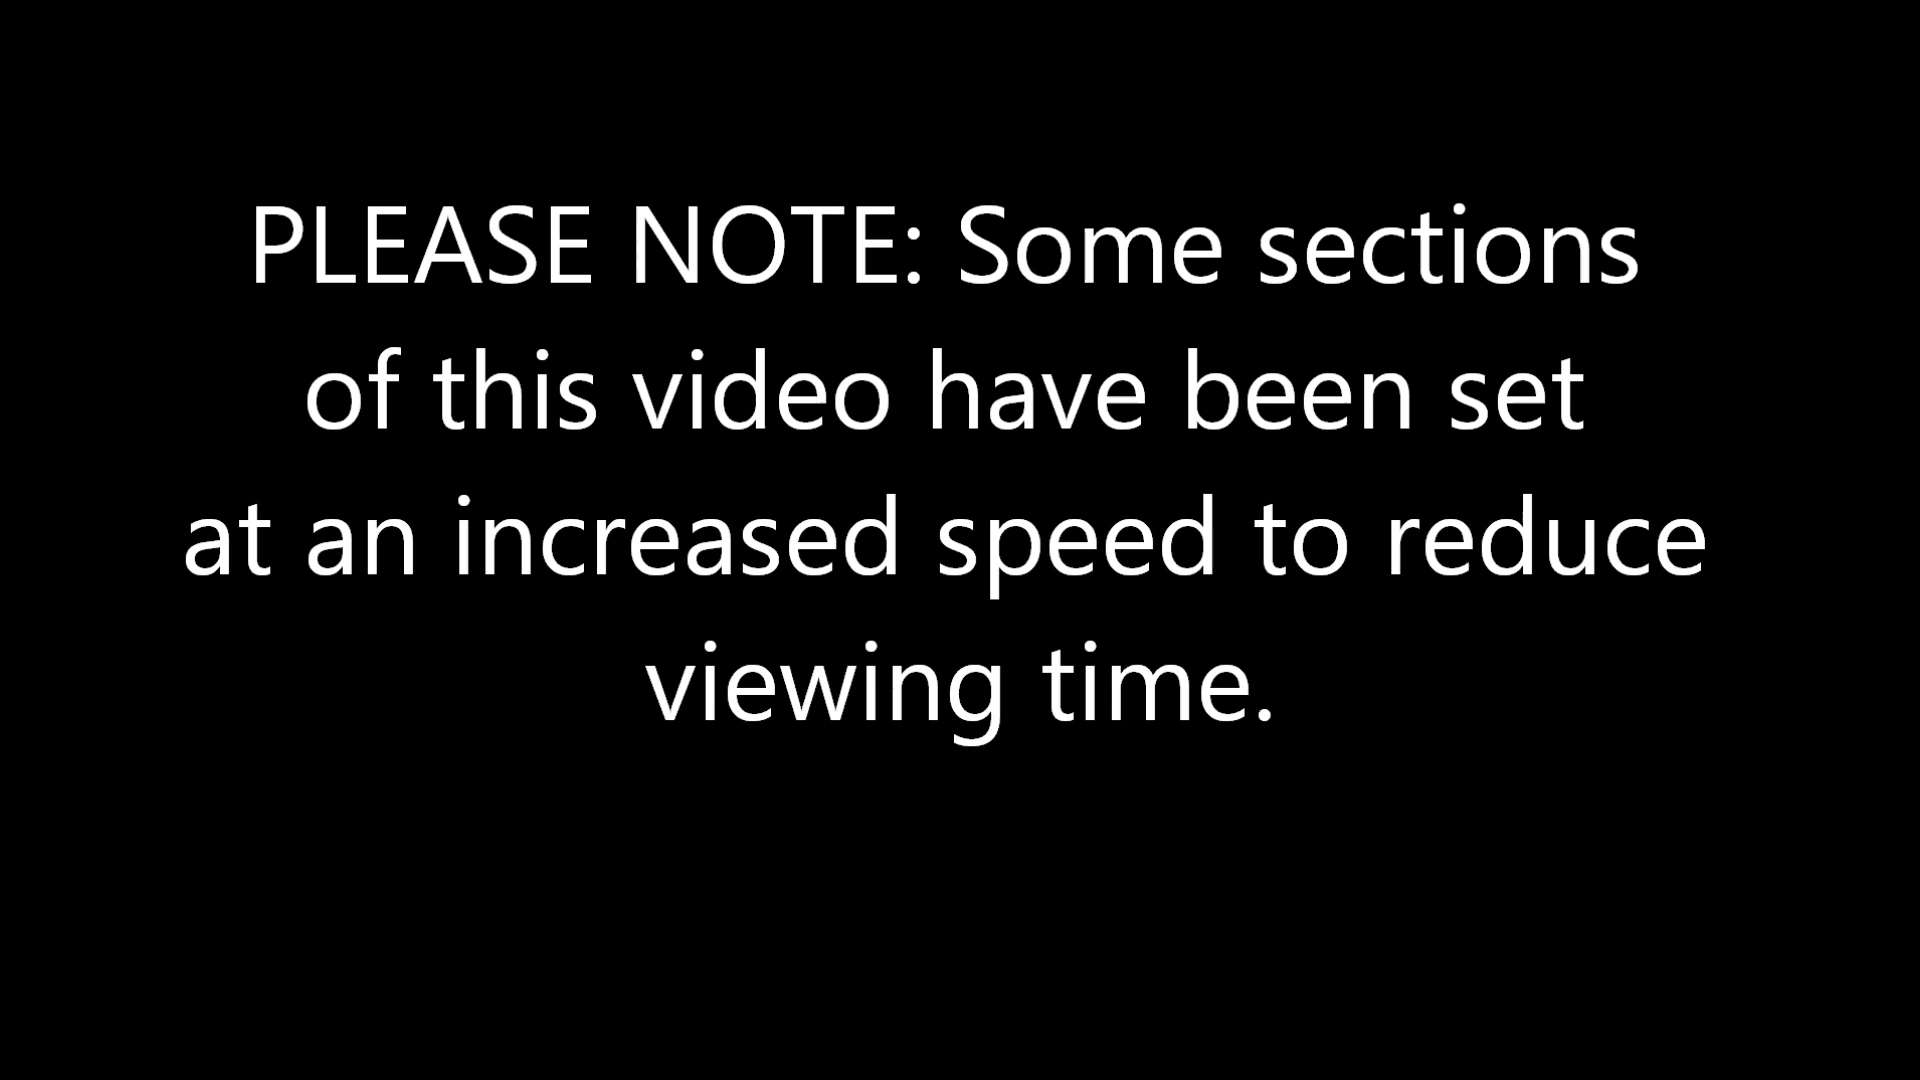 PLEASE NOTE: Some sections
of this video have been set
at an increased speed to reduce
viewing time.